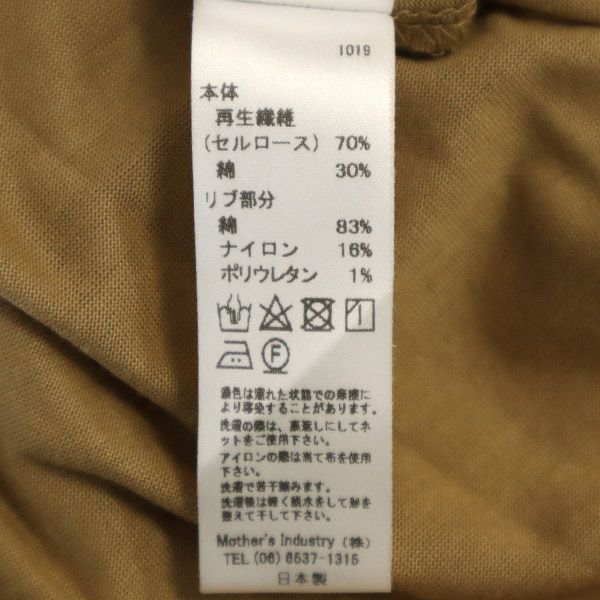 1019
本体
再生繊維
(セルロース) 70%
綿 30%
リブ部分
綿 83%
ナイロン 16%
ポリウレタン 1%
F
濃色は濡れた状態での摩擦に
より移染することがあります。
洗濯の際は、裏返しにしてネ
ットをご使用下さい。
アイロンの際は当て布を使用
下さい。
洗濯で若干縮みます。
洗濯後は軽く脱水をして形を
整えて干して下さい。
Mother's Industry (株)
TEL (06) 6537-1315
日本製